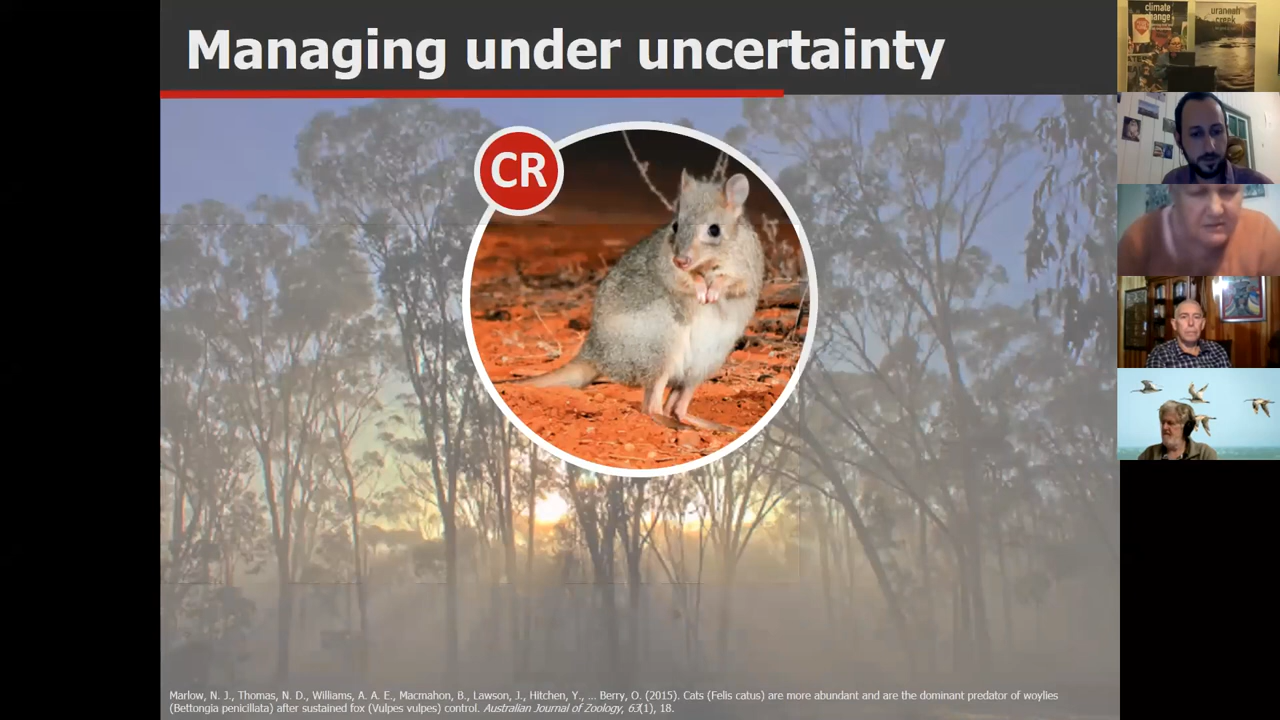 Managing under uncertainty
CR
Marlow, N. J., Thomas, N. D., Williams, A. A. E., Macmahon, B., Lawson, J., Hitchen, Y., ... Berry, O. (2015). Cats (Felis catus) are more abundant and are the dominant predator of woylies
(Bettongia penicillata) after sustained fox (Vulpes vulpes) control. Australian Journal of Zoology, 63(1), 18.
climate
change
urannah
creek